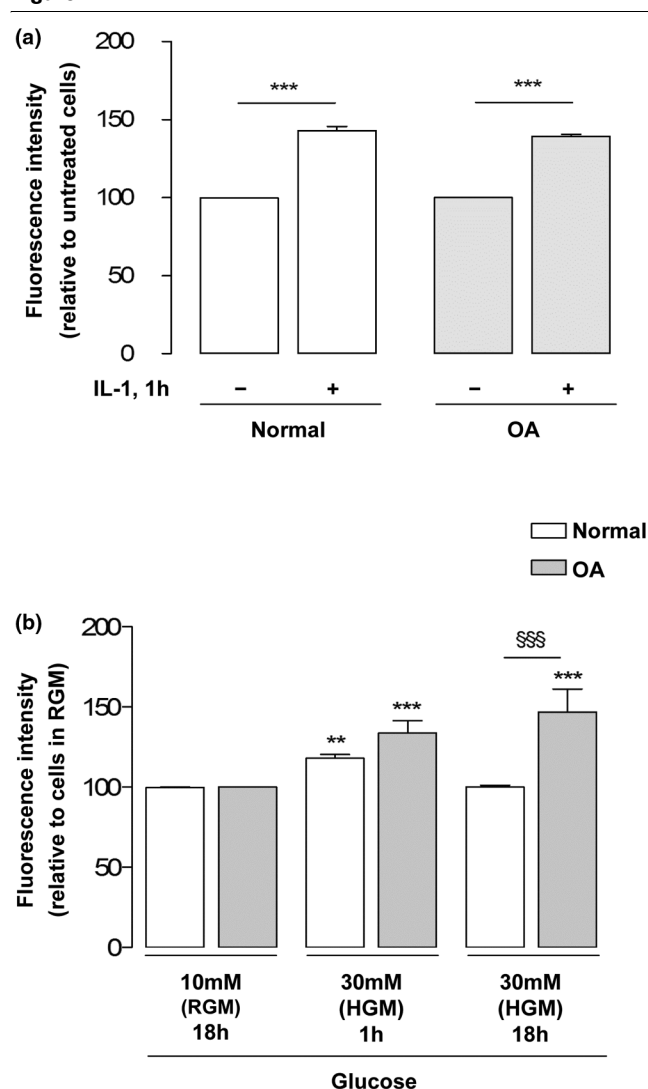 (a)
200
150
100
50
0
Fluorescence intensity
(relative to untreated cells)
***
***
IL-1, 1h
−
+
−
+
Normal
OA
Normal
OA
(b)
200
150
100
50
0
Fluorescence intensity
(relative to cells in RGM)
**
***
§§§
***
10mM
(RGM)
18h
30mM
(HGM)
1h
30mM
(HGM)
18h
Glucose